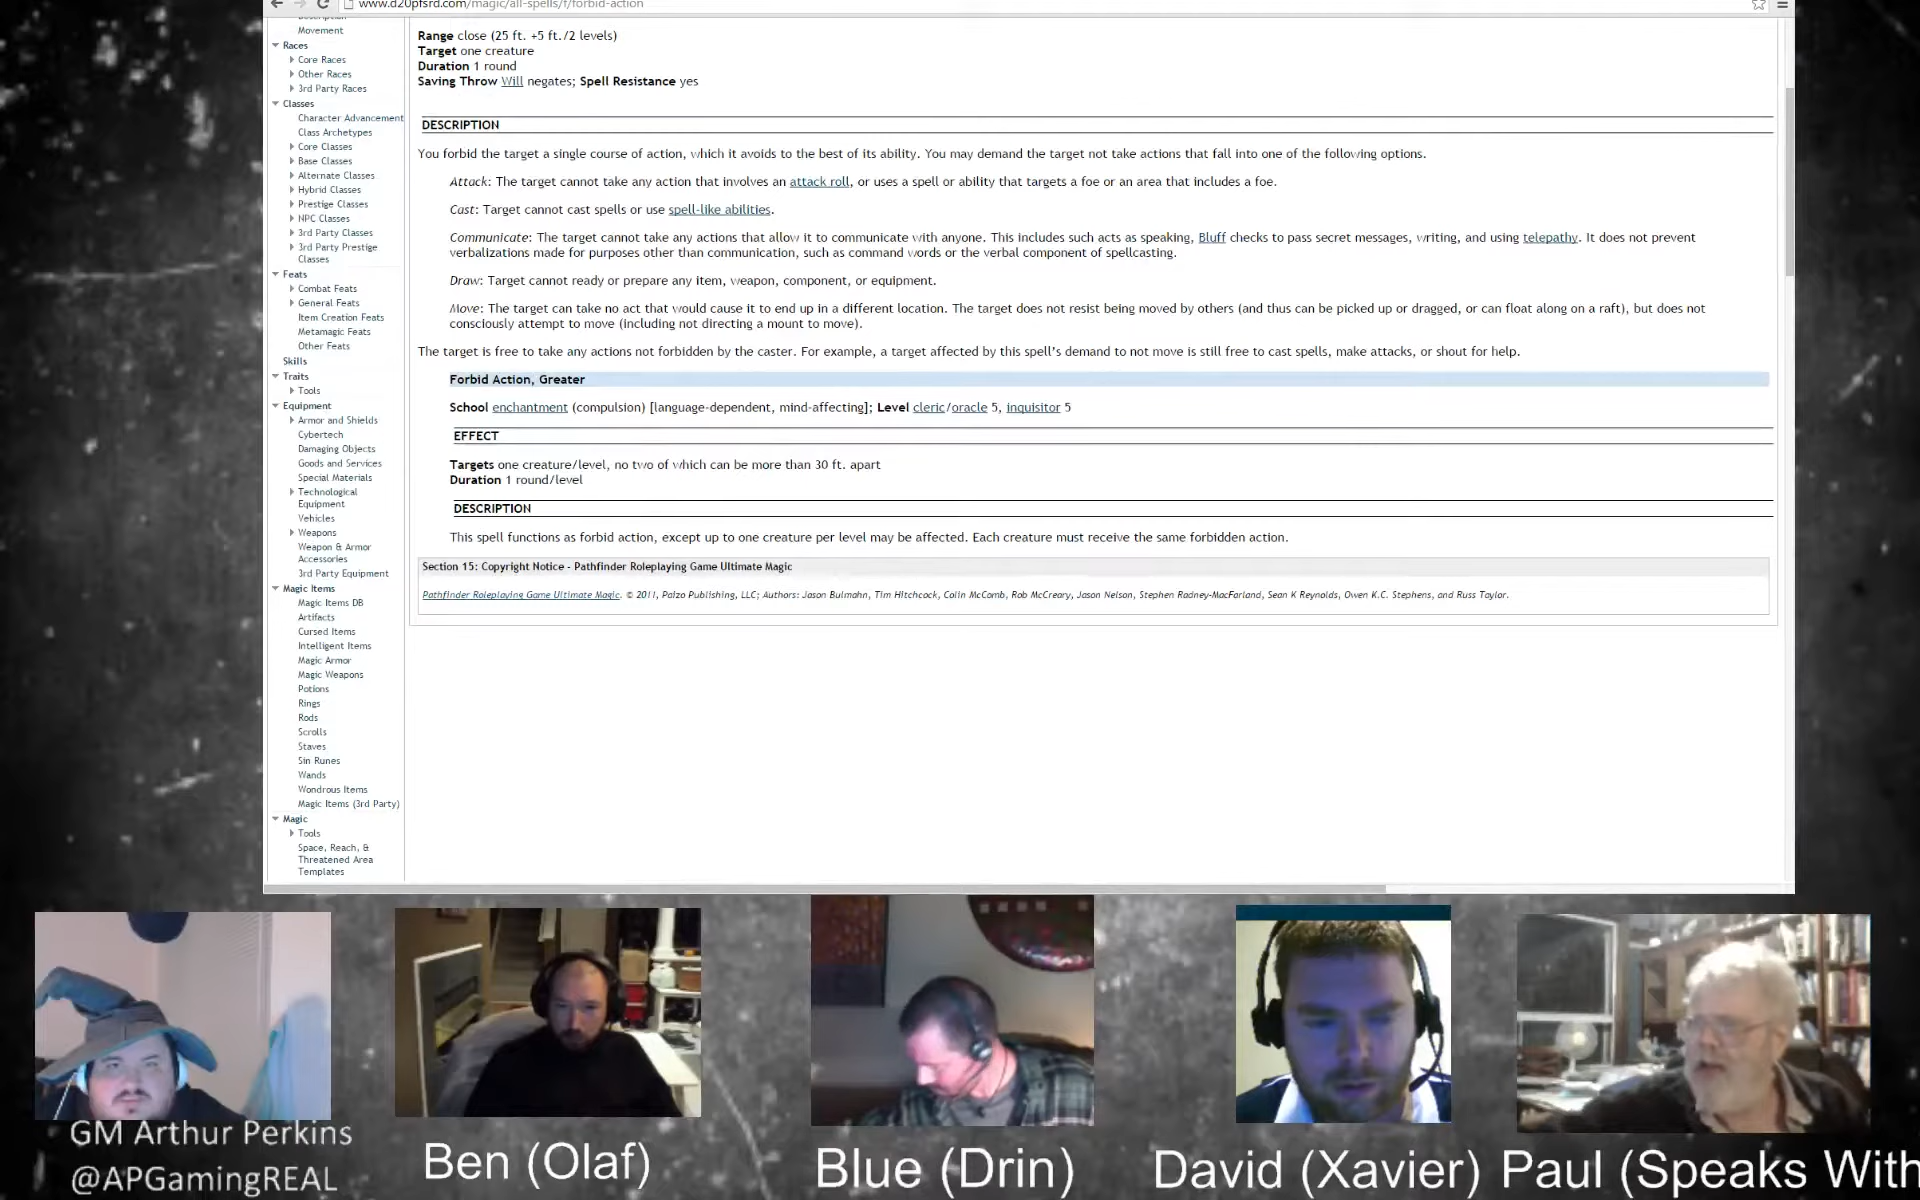 www.d20pfsrd.com/magic/all-spells/f/forbid-action
Movement
Races
Core Races
Other Races
3rd Party Races
Classes
Character Advancement
Class Archetypes
Core Classes
Base Classes
Alternate Classes
Hybrid Classes
Prestige Classes
NPC Classes
3rd Party Classes
3rd Party Prestige
Classes
Feats
Combat Feats
General Feats
Item Creation Feats
Metamagic Feats
Other Feats
Skills
Traits
Tools
Equipment
Armor and Shields
Cybertech
Damaging Objects
Goods and Services
Special Materials
Technological
Equipment
Vehicles
Weapons
Weapon & Armor
Accessories
3rd Party Equipment
Magic Items
Magic Items DB
Artifacts
Cursed Items
Intelligent Items
Magic Armor
Magic Weapons
Potions
Rings
Rods
Scrolls
Staves
Sin Runes
Wands
Wondrous Items
Magic Items (3rd Party)
Magic
Tools
Space, Reach, &
Threatened Area
Templates
Range close (25 ft. +5 ft./2 levels)
Target one creature
Duration 1 round
Saving Throw Will negates; Spell Resistance yes
DESCRIPTION
You forbid the target a single course of action, which it avoids to the best of its ability. You may demand the target not take actions that fall into one of the following options.
Attack: The target cannot take any action that involves an attack roll, or uses a spell or ability that targets a foe or an area that includes a foe.
Cast: Target cannot cast spells or use spell-like abilities.
Communicate: The target cannot take any actions that allow it to communicate with anyone. This includes such acts as speaking, Bluff checks to pass secret messages, writing, and using telepathy. It does not prevent
verbalizations made for purposes other than communication, such as command words or the verbal component of spellcasting.
Draw: Target cannot ready or prepare any item, weapon, component, or equipment.
Move: The target can take no act that would cause it to end up in a different location. The target does not resist being moved by others (and thus can be picked up or dragged, or can float along on a raft), but does not
consciously attempt to move (including not directing a mount to move).
The target is free to take any actions not forbidden by the caster. For example, a target affected by this spell's demand to not move is still free to cast spells, make attacks, or shout for help.
Forbid Action, Greater
School enchantment (compulsion) [language-dependent, mind-affecting]; Level cleric/oracle 5, inquisitor 5
EFFECT
Targets one creature/level, no two of which can be more than 30 ft. apart
Duration 1 round/level
DESCRIPTION
This spell functions as forbid action, except up to one creature per level may be affected. Each creature must receive the same forbidden action.
Section 15: Copyright Notice - Pathfinder Roleplaying Game Ultimate Magic
Pathfinder Roleplaying Game Ultimate Magic. © 2011, Paizo Publishing, LLC; Authors: Jason Bulmahn, Tim Hitchcock, Colin McComb, Rob McCreary, Jason Nelson, Stephen Radney-MacFarland, Sean K Reynolds, Owen K.C. Stephens, and Russ Taylor.
GM Arthur Perkins
@APGamingREAL
Ben (Olaf)
Blue (Drin)
David (Xavier)
Paul (Speaks With